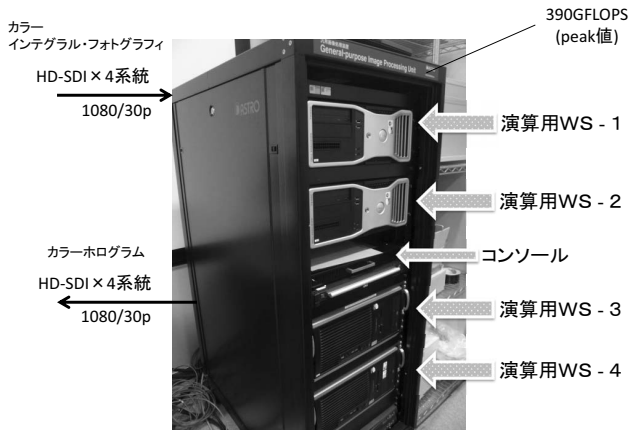 カラー
インテグラル・フォトグラフィ
HD-SDI×4系統
1080/30p
カラーホログラム
HD-SDI×4系統
1080/30p
General-purpose Image Processing Unit
ASTRO
390GFLOPS
(peak値)
演算用WS - 1
演算用WS - 2
コンソール
演算用WS - 3
演算用WS - 4